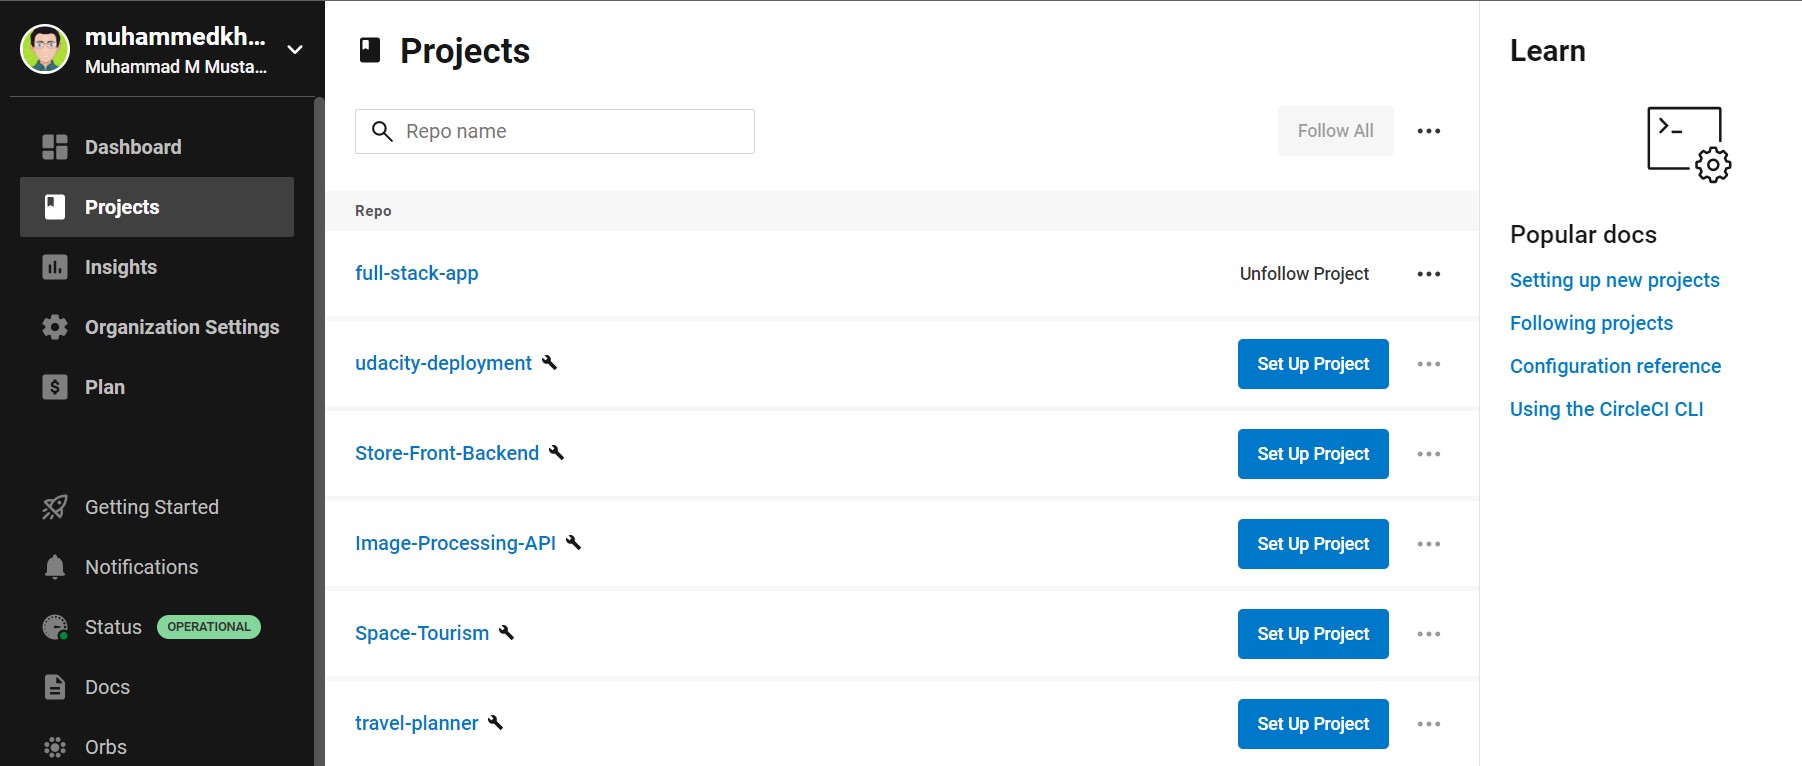 muhammedkh...
Muhammad M Musta...
Dashboard
Projects
Insights
Organization Settings
Plan
Getting Started
Notifications
Status OPERATIONAL
Docs
Orbs
Projects
Repo name
Follow All
Repo
full-stack-app
Unfollow Project
udacity-deployment
Set Up Project
Store-Front-Backend
Set Up Project
Image-Processing-API
Set Up Project
Space-Tourism
Set Up Project
travel-planner
Set Up Project
Learn
Popular docs
Setting up new projects
Following projects
Configuration reference
Using the CircleCI CLI